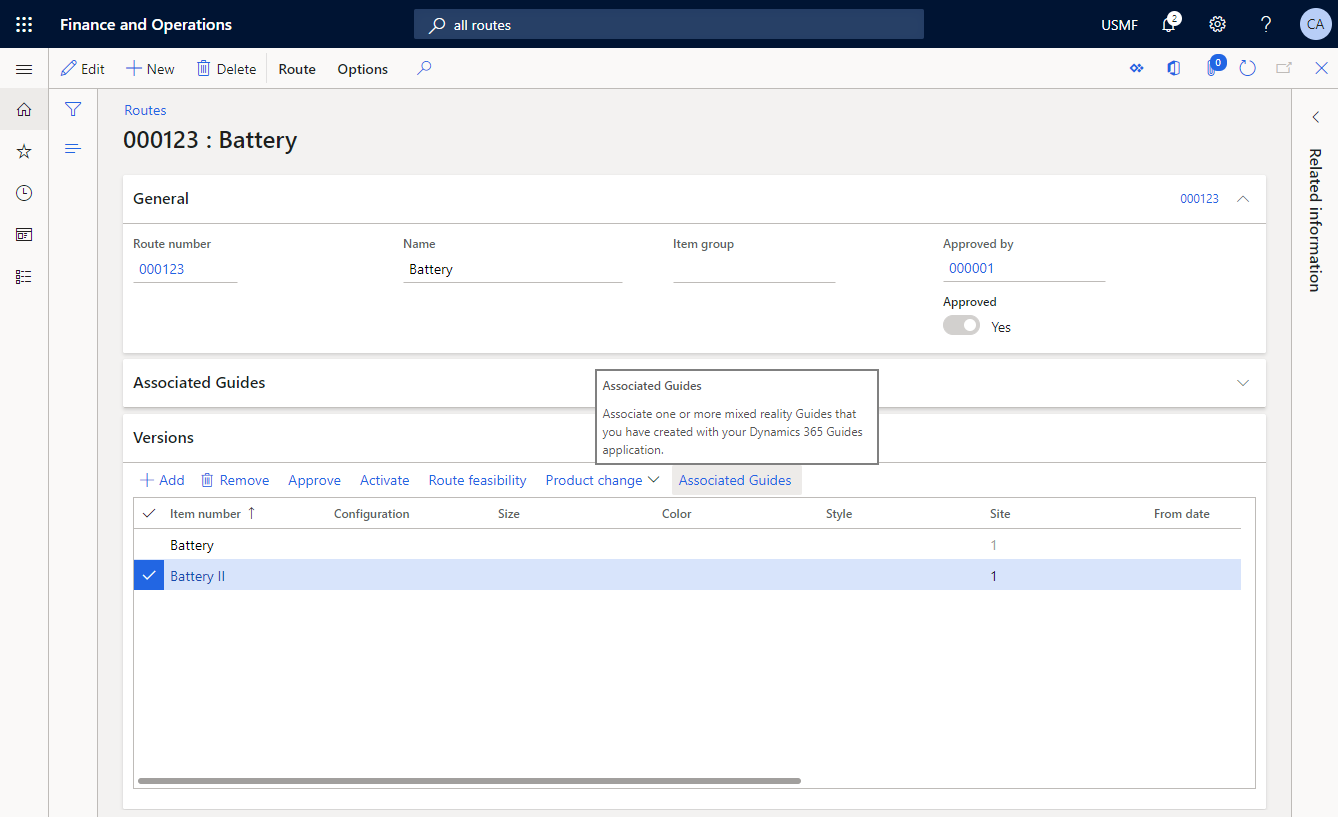 Finance and Operations
all routes
USMF
2
?
CA
Edit
New
Delete
Route
Options
0
Routes
000123 : Battery
Related information
General
000123
Route number
Name
Item group
Approved by
000123
Battery
000001
Approved
Yes
Associated Guides
Associated Guides
Associate one or more mixed reality Guides that
you have created with your Dynamics 365 Guides
application.
Versions
Add
Remove
Approve
Activate
Route feasibility
Product change
Associated Guides
Item number
Configuration
Size
Color
Style
Site
From date
Battery
1
Battery II
1